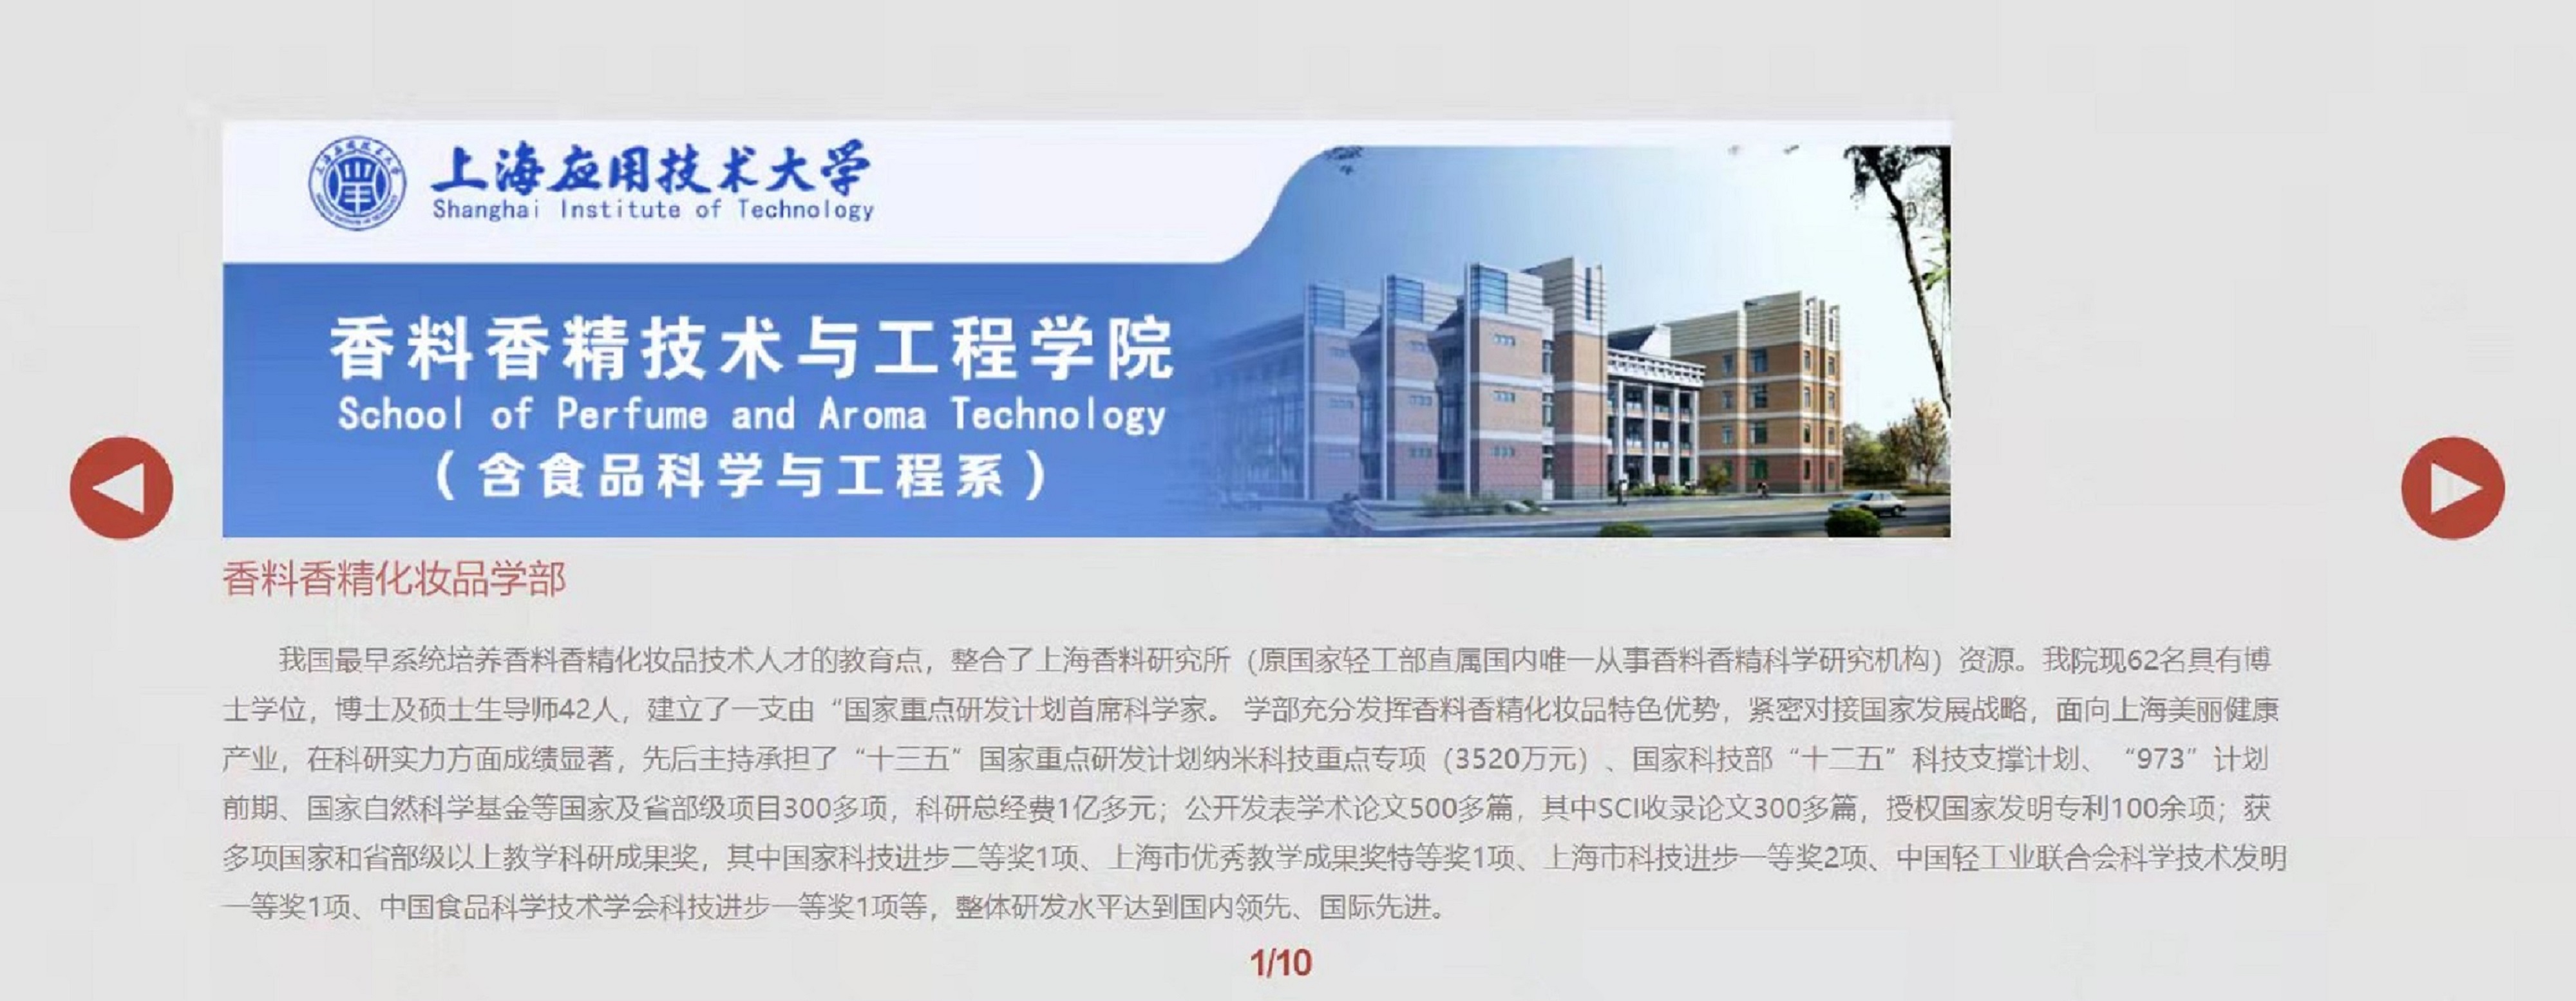 上海应用技术大学
Shanghai Institute of Technology
香料香精技术与工程学院
School of Perfume and Aroma Technology
（含食品科学与工程系）
香料香精化妆品学部
我国最早系统培养香料香精化妆品技术人才的教育点，整合了上海香料研究所（原国家轻工部直属国内唯一从事香料香精科学研究机构）资源。我院现62名具有博
士学位，博士及硕士生导师42人，建立了一支由“国家重点研发计划首席科学家。 学部充分发挥香料香精化妆品特色优势，紧密对接国家发展战略，面向上海美丽健康
产业，在科研实力方面成绩显著，先后主持承担了“十三五”国家重点研发计划纳米科技重点专项（3520万元）、国家科技部“十二五”科技支撑计划、“973”计划
前期、国家自然科学基金等国家及省部级项目300多项，科研总经费1亿多元；公开发表学术论文500多篇，其中SCI收录论文300多篇，授权国家发明专利100余项；获
多项国家和省部级以上教学科研成果奖，其中国家科技进步二等奖1项、上海市优秀教学成果奖特等奖1项、上海市科技进步一等奖2项、中国轻工业联合会科学技术发明
一等奖1项、中国食品科学技术学会科技进步一等奖1项等，整体研发水平达到国内领先、国际先进。
1/10